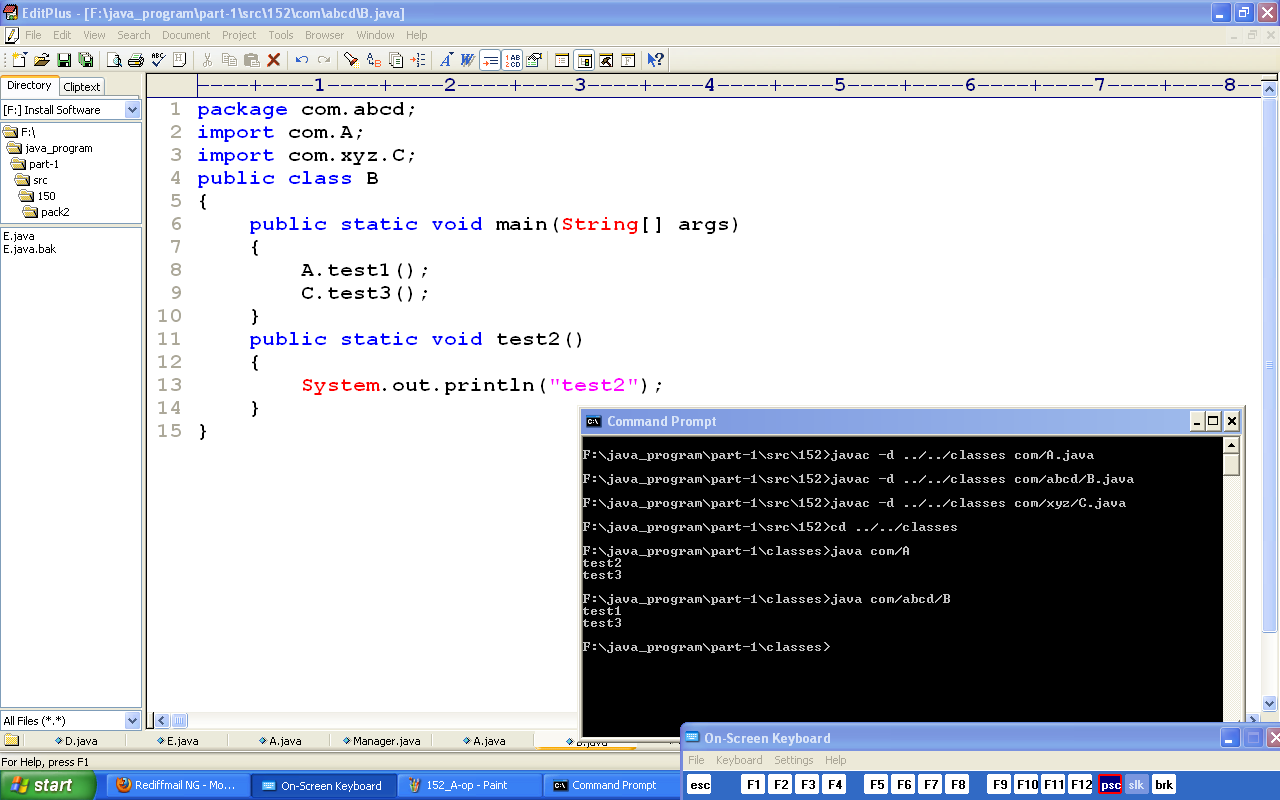 EditPlus - [F:\java_program\part-1\src\152\com\abcd\B.java]
File Edit View Search Document Project Tools Browser Window Help
Directory Cliptext
[F:] Install Software
F:\
java_program
part-1
src
150
pack2
E.java
E.java.bak
All Files (*.*)
----+----1----+----2----+----3----+----4----+----5----+----6----+----7----+----8--
1 package com.abcd;
2 import com.A;
3 import com.xyz.C;
4 public class B
5 {
6 public static void main(String[] args)
7 {
8 A.test1();
9 C.test3();
10 }
11 public static void test2()
12 {
13 System.out.println("test2");
14 }
15 }
Command Prompt
F:\java_program\part-1\src\152>javac -d ../../classes com/A.java
F:\java_program\part-1\src\152>javac -d ../../classes com/abcd/B.java
F:\java_program\part-1\src\152>javac -d ../../classes com/xyz/C.java
F:\java_program\part-1\src\152>cd ../../classes
F:\java_program\part-1\classes>java com/A
test2
test3
F:\java_program\part-1\classes>java com/abcd/B
test1
test3
F:\java_program\part-1\classes>
D.java E.java A.java Manager.java A.java B.java
For Help, press F1
On-Screen Keyboard
File Keyboard Settings Help
esc F1 F2 F3 F4 F5 F6 F7 F8 F9 F10 F11 F12 psc slk brk
start Rediffmail NG - Mo... On-Screen Keyboard 152_A-op - Paint Command Prompt